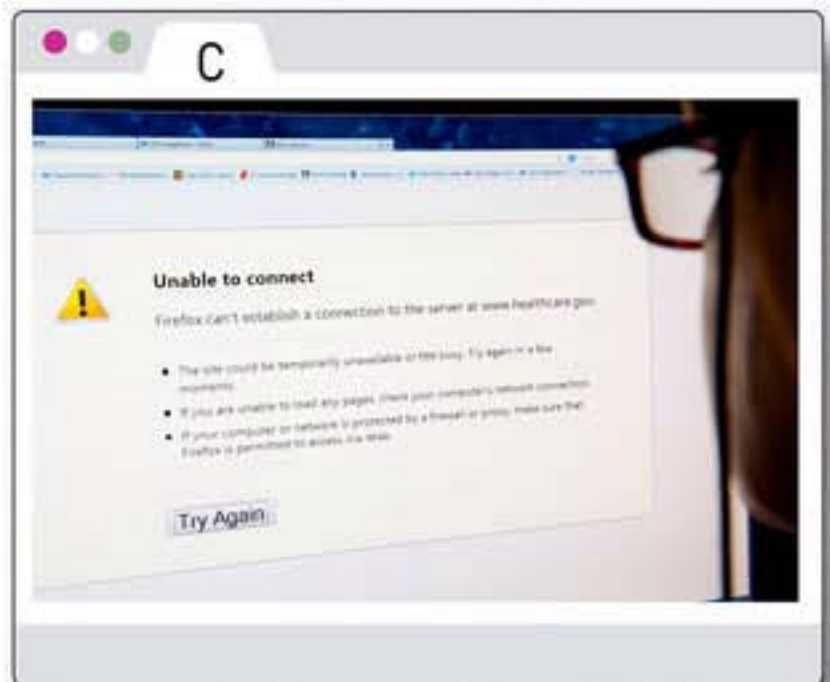 C
Unable to connect
Firefox can't establish a connection to the server at www.healthcare.gov.
The site could be temporarily unavailable or too busy. Try again in a few
moments.
If you are unable to load any pages, check your computer's network connection.
If your computer or network is protected by a firewall or proxy, make sure that
Firefox is permitted to access the Web.
Try Again